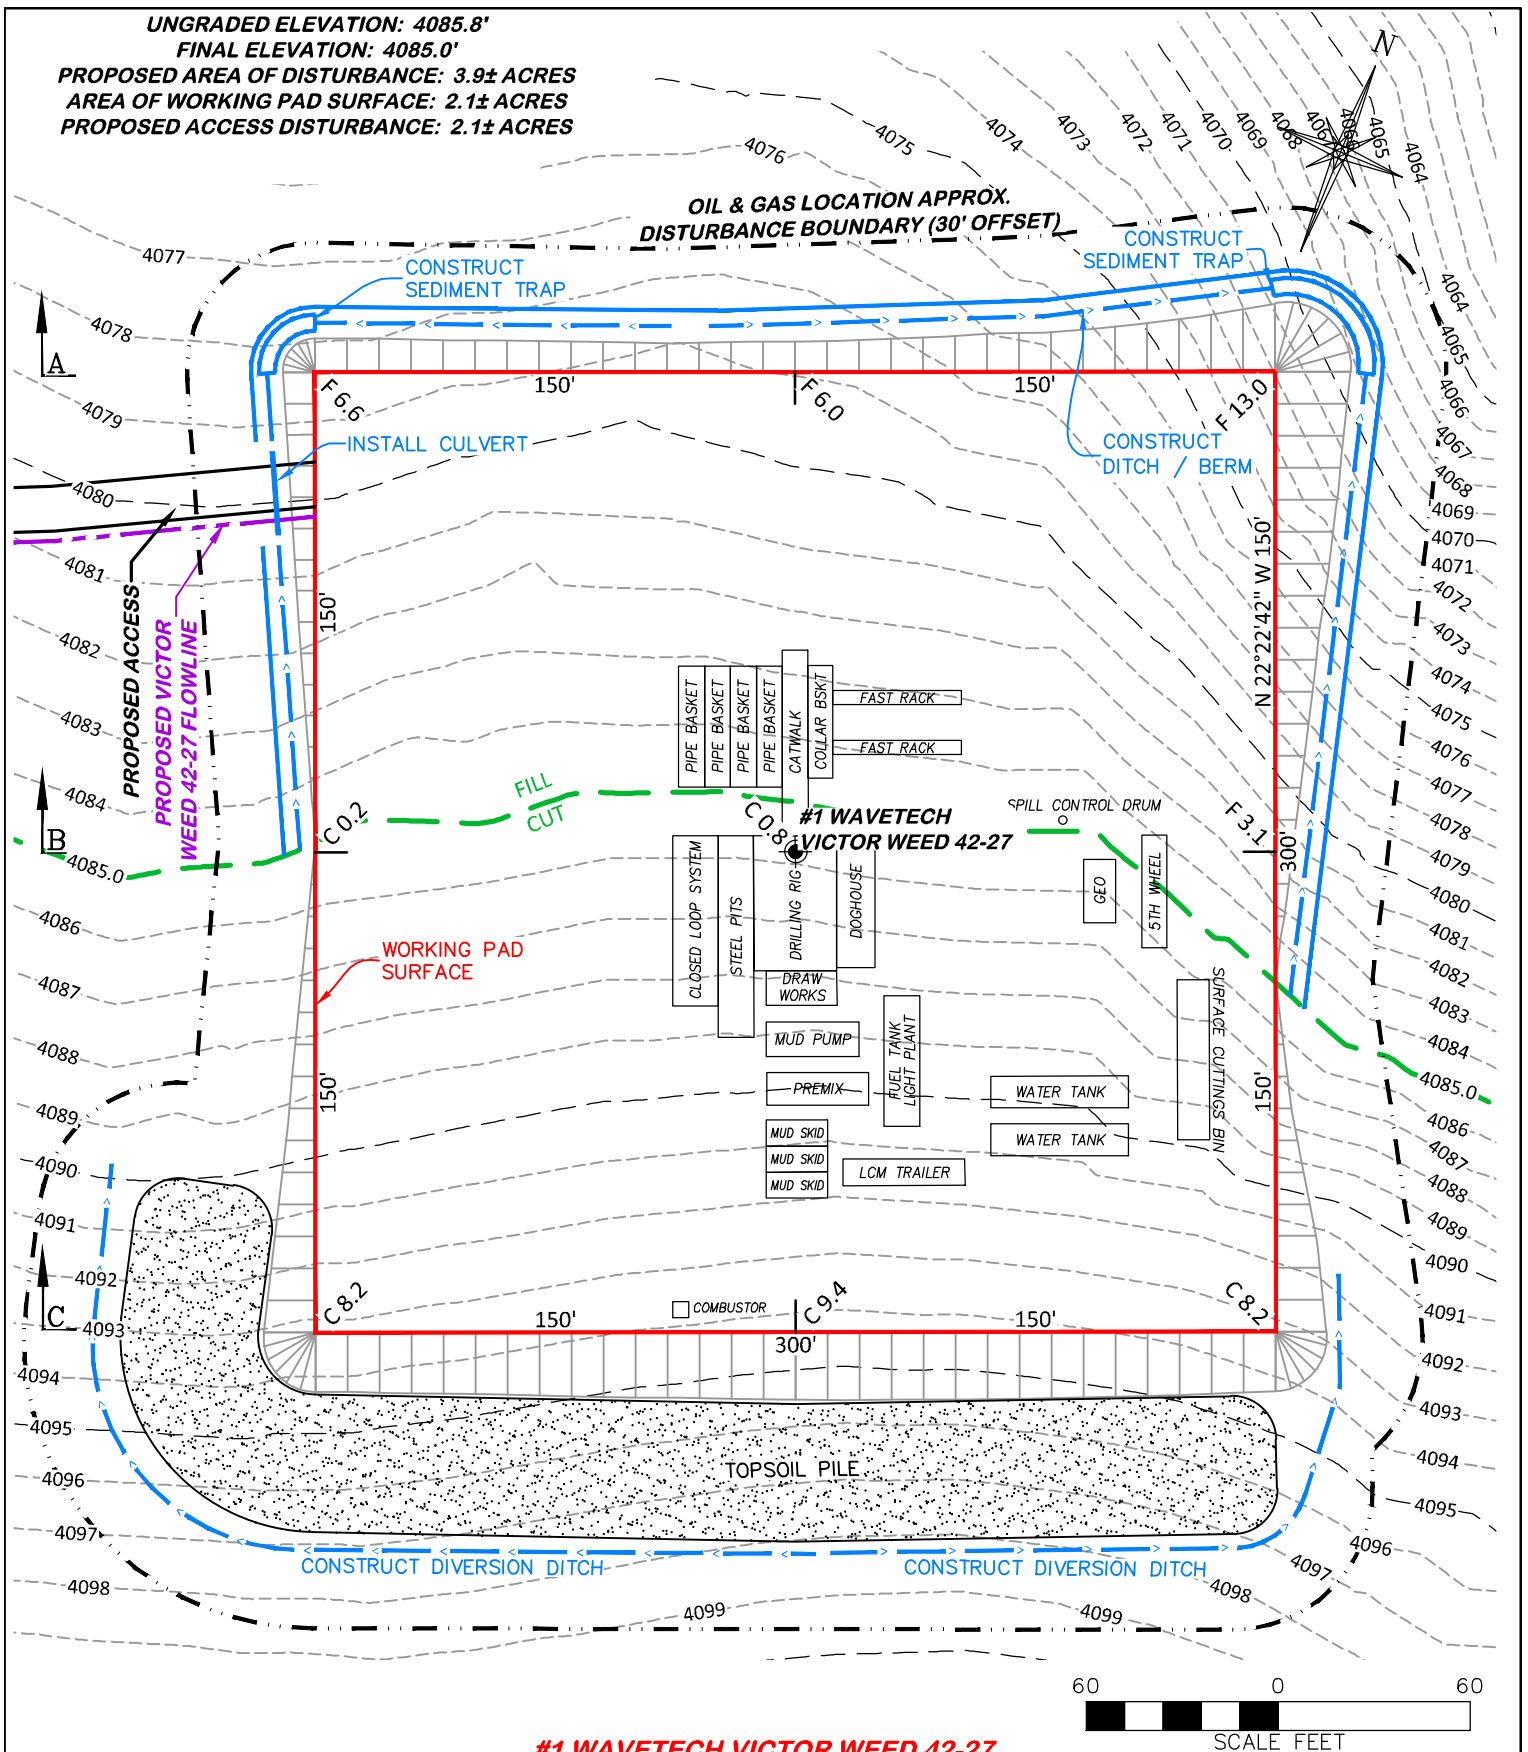 UNGRADED ELEVATION: 4085.8'
FINAL ELEVATION: 4085.0'
PROPOSED AREA OF DISTURBANCE: 3.9± ACRES
AREA OF WORKING PAD SURFACE: 2.1± ACRES
PROPOSED ACCESS DISTURBANCE: 2.1± ACRES
N
4076
4075
4074
4073
4072
4071
4070
4069
4068
4065
4064
OIL & GAS LOCATION APPROX.
DISTURBANCE BOUNDARY (30' OFFSET)
4077
CONSTRUCT
SEDIMENT TRAP
CONSTRUCT
SEDIMENT TRAP
4064
4078
4065
A
F 6.6
150'
F 6.0
150'
F 13.0
4066
4079
INSTALL CULVERT
CONSTRUCT
DITCH / BERM
4067
4068
4080
4069
4070
4081
4071
4072
PROPOSED ACCESS
PROPOSED VICTOR
WEED 42-27 FLOWLINE
150'
N 22°22'42" W 150'
4082
4073
4074
4083
4075
PIPE BASKET
PIPE BASKET
PIPE BASKET
PIPE BASKET
CATWALK
COLLAR BSKT
FAST RACK
FAST RACK
4076
4084
4077
FILL
CUT
SPILL CONTROL DRUM
4078
B
C 0.2
C 0.8
#1 WAVETECH
VICTOR WEED 42-27
F 3.1
300'
4085.0
4079
CLOSED LOOP SYSTEM
STEEL PITS
DRILLING RIG
DOGHOUSE
GEO
5TH WHEEL
4080
4086
4081
WORKING PAD
SURFACE
4082
4087
DRAW
WORKS
SURFACE CUTTINGS BIN
4083
4088
MUD PUMP
FUEL TANK
LIGHT PLANT
4084
4089
150'
PREMIX
WATER TANK
150'
4085.0
4086
MUD SKID
MUD SKID
MUD SKID
WATER TANK
LCM TRAILER
4087
4090
4088
4091
4089
4092
4090
C
4093
C 8.2
COMBUSTOR
150'
C 9.4
300'
150'
C 8.2
4091
4094
4092
4095
4093
4096
TOPSOIL PILE
4094
4095
4097
4096
CONSTRUCT DIVERSION DITCH
CONSTRUCT DIVERSION DITCH
4097
4098
4098
4099
4099
60 0 60
SCALE FEET
#1 WAVETECH VICTOR WEED 42-27